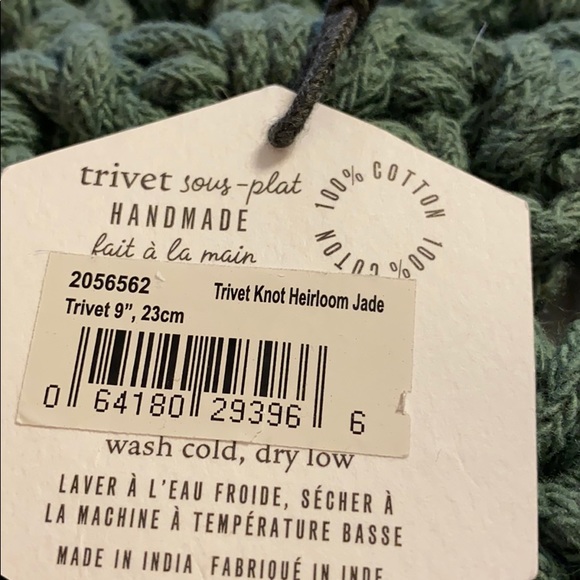 trivet sous-plat
HANDMADE
fait à la main
100% COTTON 100% COTON
2056562 Trivet Knot Heirloom Jade
Trivet 9”, 23cm
0 64180 29396 6
wash cold, dry low
LAVER À L'EAU FROIDE, SÉCHER À
LA MACHINE À TEMPÉRATURE BASSE
MADE IN INDIA FABRIQUÉ EN INDE